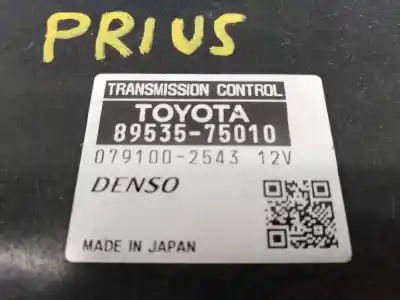 PRIUS
TRANSMISSION CONTROL
TOYOTA
89535-75010
079100-2543 12V
DENSO
MADE IN JAPAN